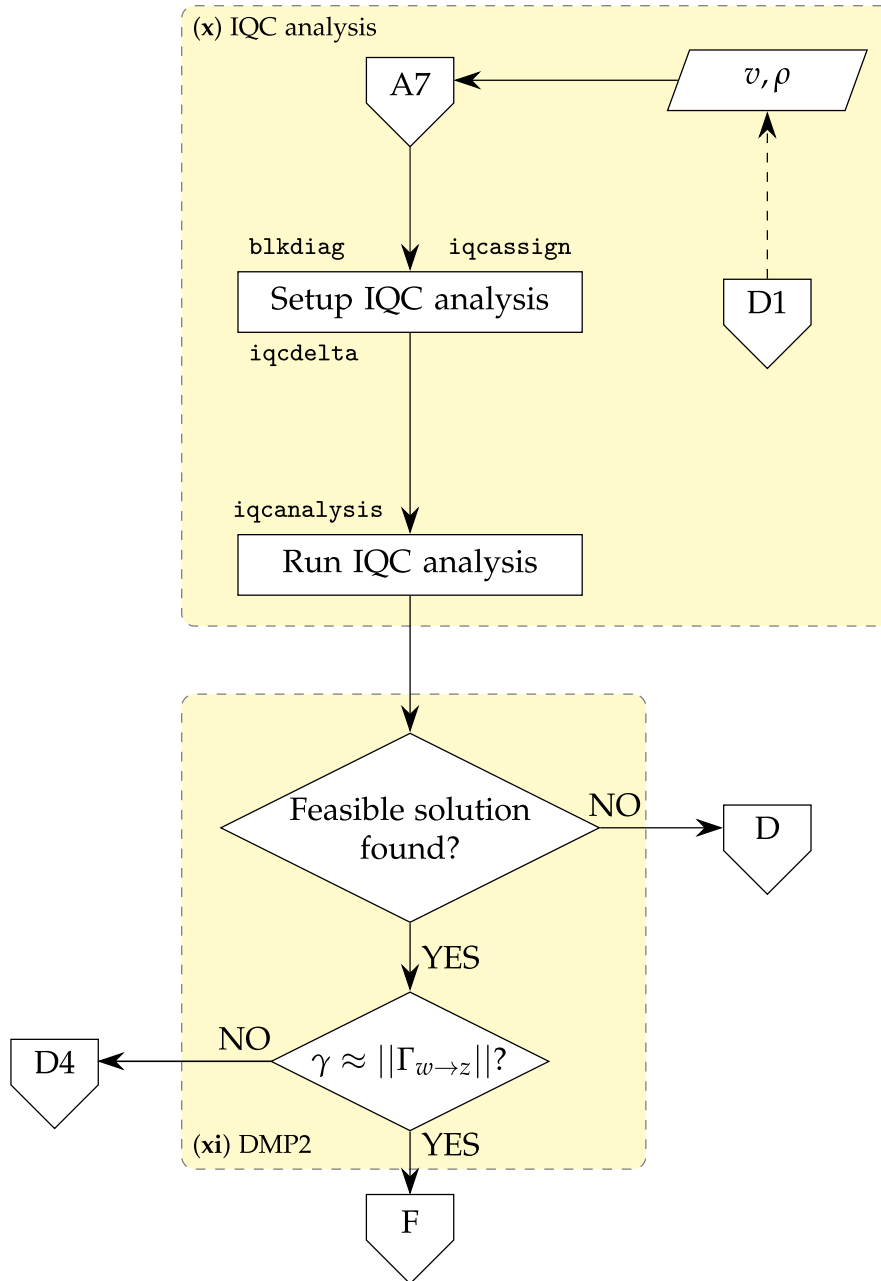 (x) IQC analysis
A7
v, ρ
blkdiag
iqcassign
Setup IQC analysis
D1
iqcdelta
iqcanalysis
Run IQC analysis
Feasible solution
found?
NO
D
YES
NO
D4
γ ≈ ||Γ_{w→z}||?
(xi) DMP2
YES
F